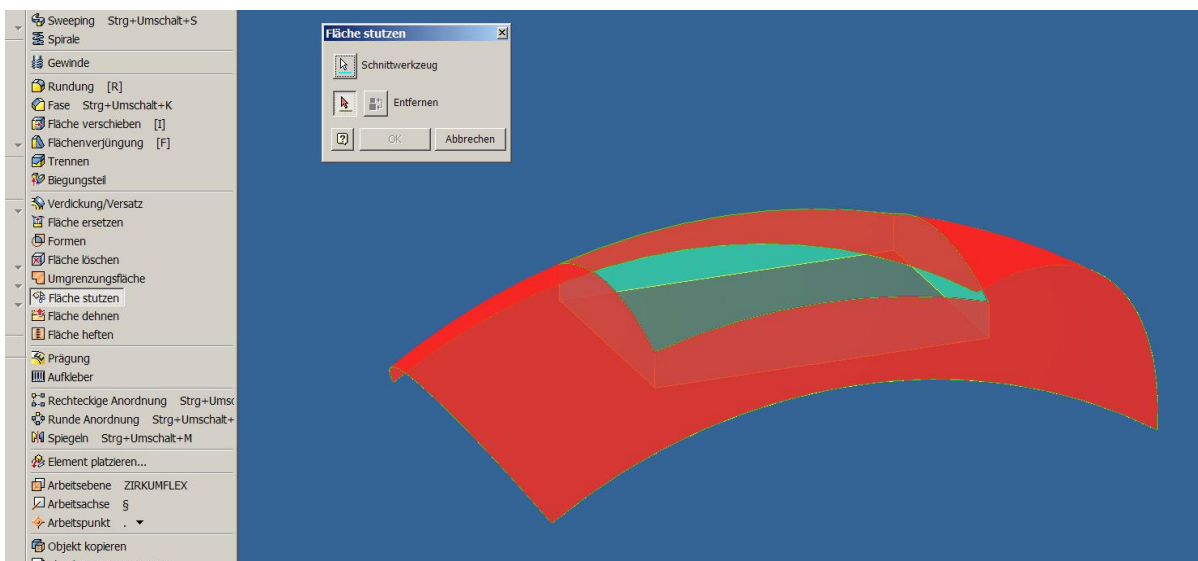 Sweeping Strg+Umschalt+S
Spirale
Gewinde
Rundung [R]
Fase Strg+Umschalt+K
Fläche verschieben [I]
Flächenverjüngung [F]
Trennen
Biegungsteil
Verdickung/Versatz
Fläche ersetzen
Formen
Fläche löschen
Umgrenzungsfläche
Fläche stutzen
Fläche dehnen
Fläche heften
Prägung
Aufkleber
Rechteckige Anordnung Strg+Umsc
Runde Anordnung Strg+Umschalt+
Spiegeln Strg+Umschalt+M
Element platzieren...
Arbeitsebene ZIRKUMFLEX
Arbeitsachse §
Arbeitspunkt .
Objekt kopieren
Fläche stutzen
Schnittwerkzeug
Entfernen
OK Abbrechen